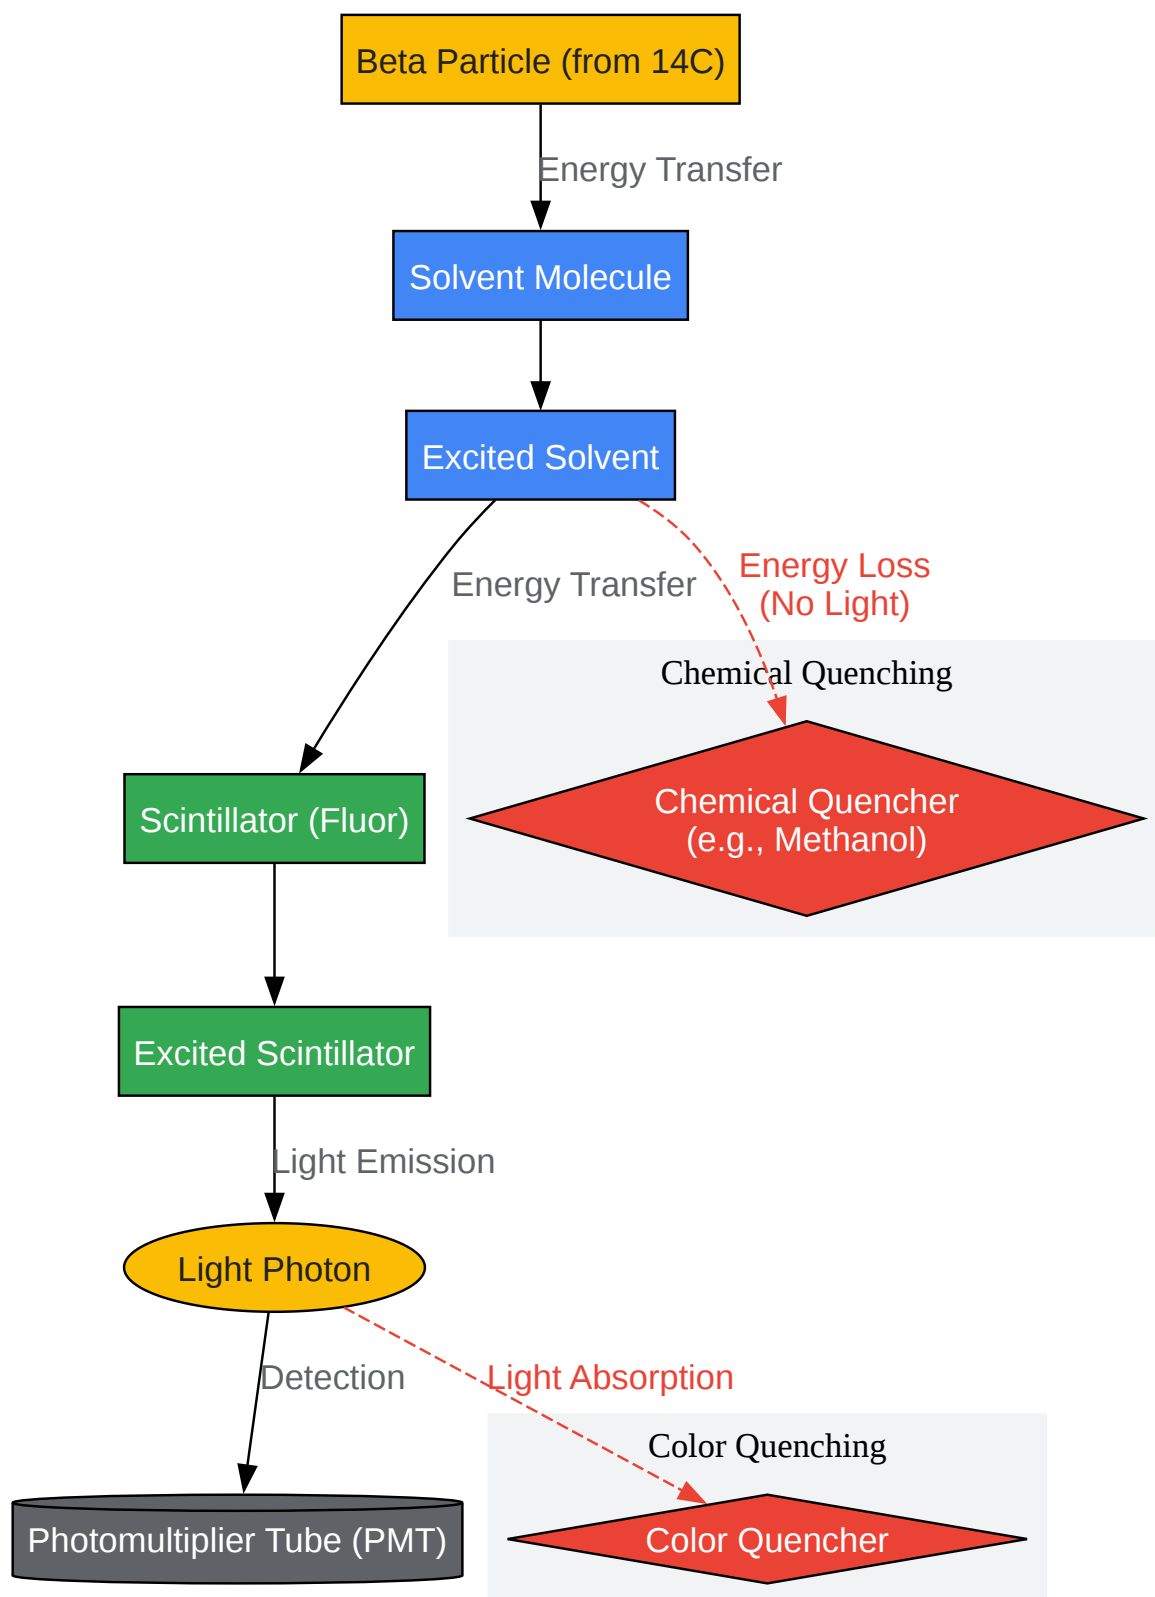 Beta Particle (from 14C)
Energy Transfer
Solvent Molecule
Excited Solvent
Energy Transfer
Energy Loss
(No Light)
Chemical Quenching
Chemical Quencher
(e.g., Methanol)
Scintillator (Fluor)
Excited Scintillator
Light Emission
Light Photon
Detection
Light Absorption
Color Quenching
Photomultiplier Tube (PMT)
Color Quencher